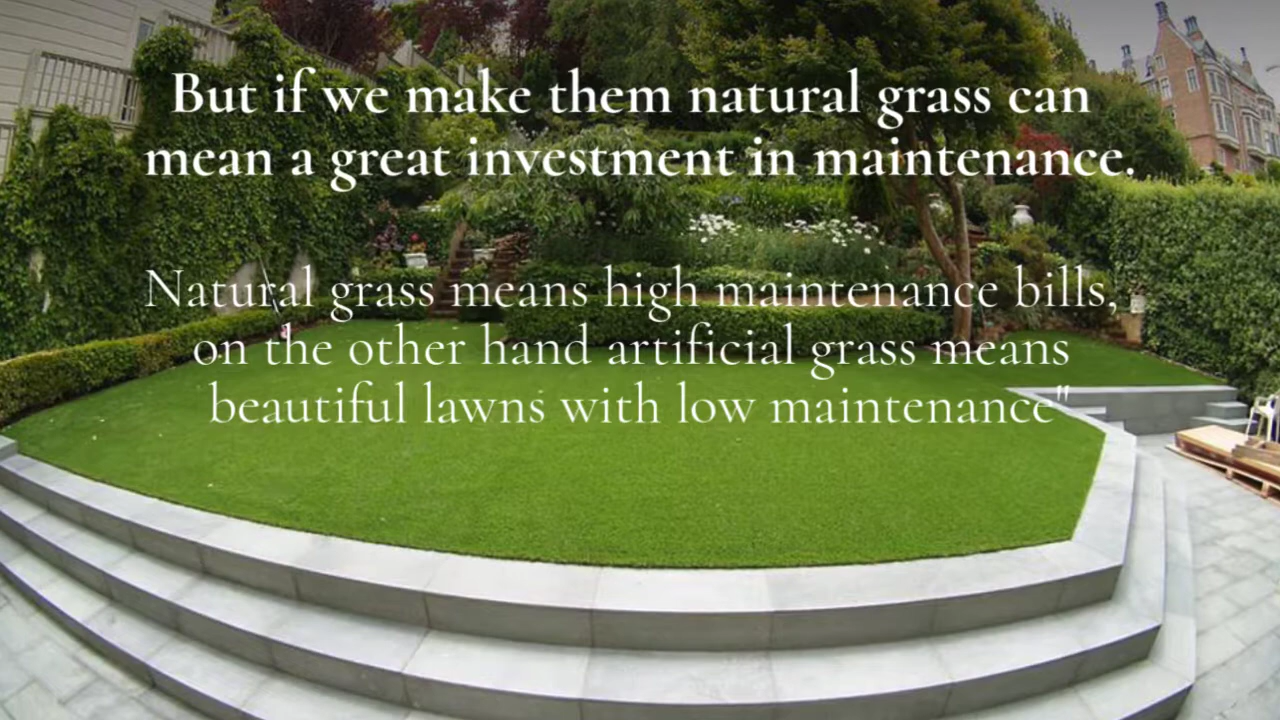 But if we make them natural grass can
mean a great investment in maintenance.
Natural grass means high maintenance bills,
on the other hand artificial grass means
beautiful lawns with low maintenance"